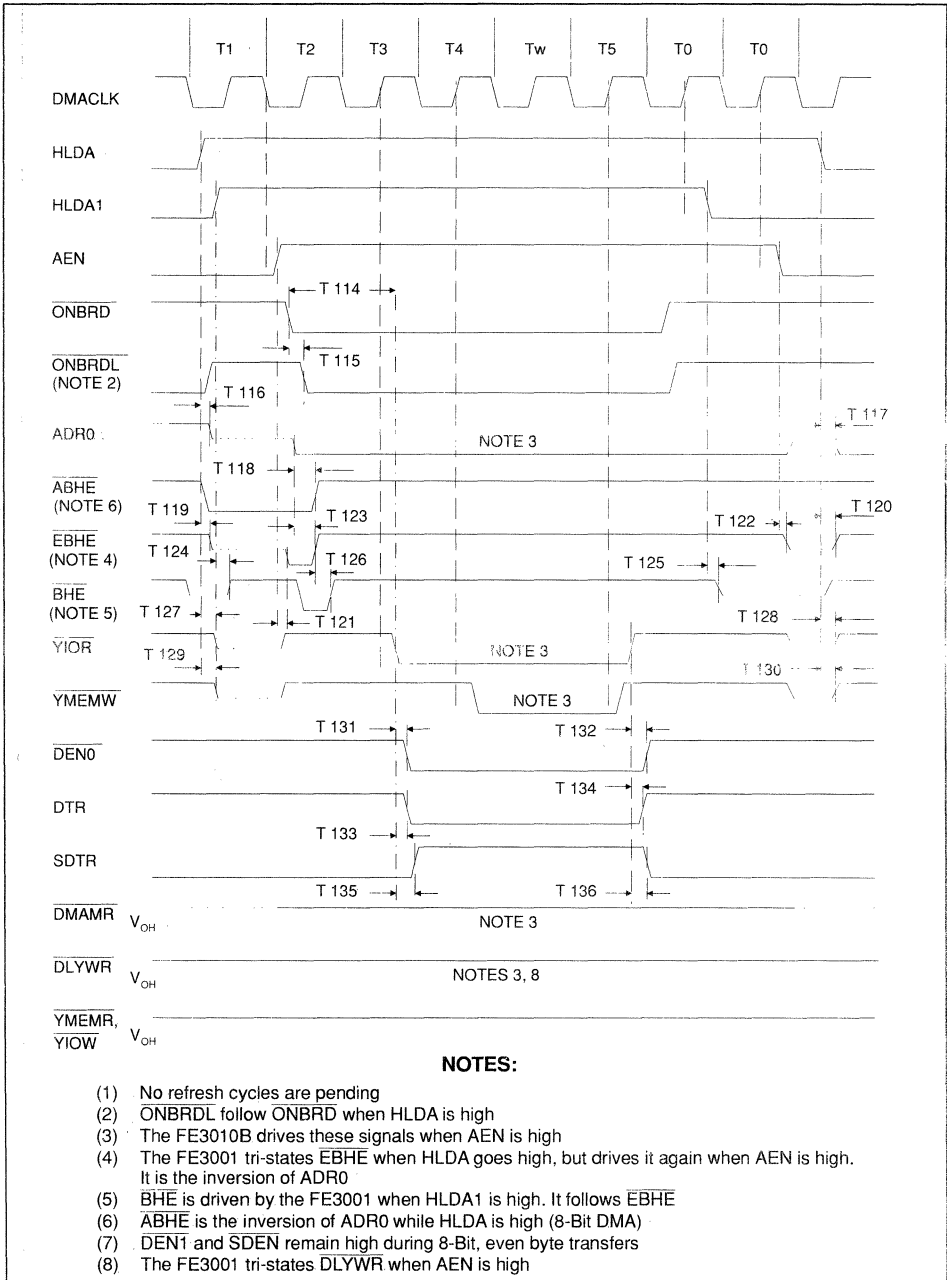 T1 T2 T3 T4 Tw T5 T0 T0
DMACLK
HLDA
HLDA1
AEN
T 114
ONBRD
T 115
ONBRDL
(NOTE 2)
T 116
T 117
ADR0
NOTE 3
T 118
ABHE
(NOTE 6)
T 119
T 123
T 122
T 120
EBHE
(NOTE 4)
T 124
T 126
T 125
BHE
(NOTE 5)
T 127
T 121
T 128
YIOR
NOTE 3
T 129
T 130
YMEMW
NOTE 3
T 131
T 132
DEN0
T 134
DTR
T 133
SDTR
T 135
T 136
DMAMR VOH NOTE 3
DLYWR VOH NOTES 3, 8
YMEMR,
YIOW VOH
NOTES:
(1) No refresh cycles are pending
(2) ONBRDL follow ONBRD when HLDA is high
(3) The FE3010B drives these signals when AEN is high
(4) The FE3001 tri-states EBHE when HLDA goes high, but drives it again when AEN is high.
It is the inversion of ADR0
(5) BHE is driven by the FE3001 when HLDA1 is high. It follows EBHE
(6) ABHE is the inversion of ADR0 while HLDA is high (8-Bit DMA)
(7) DEN1 and SDEN remain high during 8-Bit, even byte transfers
(8) The FE3001 tri-states DLYWR when AEN is high